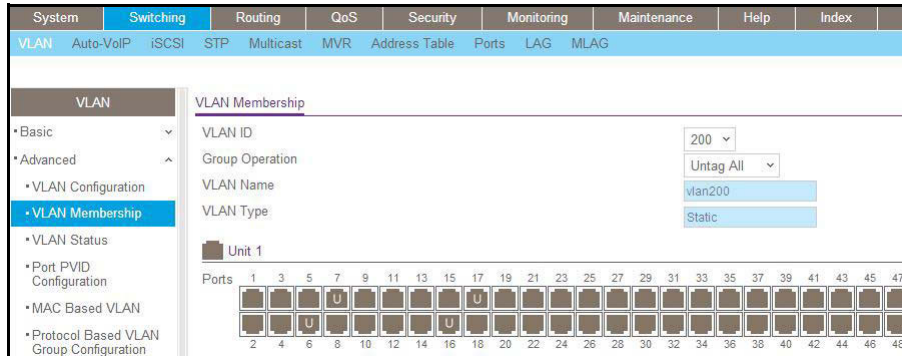 System Switching Routing QoS Security Monitoring Maintenance Help Index
VLAN Auto-VoIP iSCSI STP Multicast MVR Address Table Ports LAG MLAG
VLAN
• Basic
• Advanced
• VLAN Configuration
• VLAN Membership
• VLAN Status
• Port PVID
Configuration
• MAC Based VLAN
• Protocol Based VLAN
Group Configuration
VLAN Membership
VLAN ID 200
Group Operation Untag All
VLAN Name vlan200
VLAN Type Static
Unit 1
Ports 1 3 5 7 9 11 13 15 17 19 21 23 25 27 29 31 33 35 37 39 41 43 45 47
U U
U U
2 4 6 8 10 12 14 16 18 20 22 24 26 28 30 32 34 36 38 40 42 44 46 48